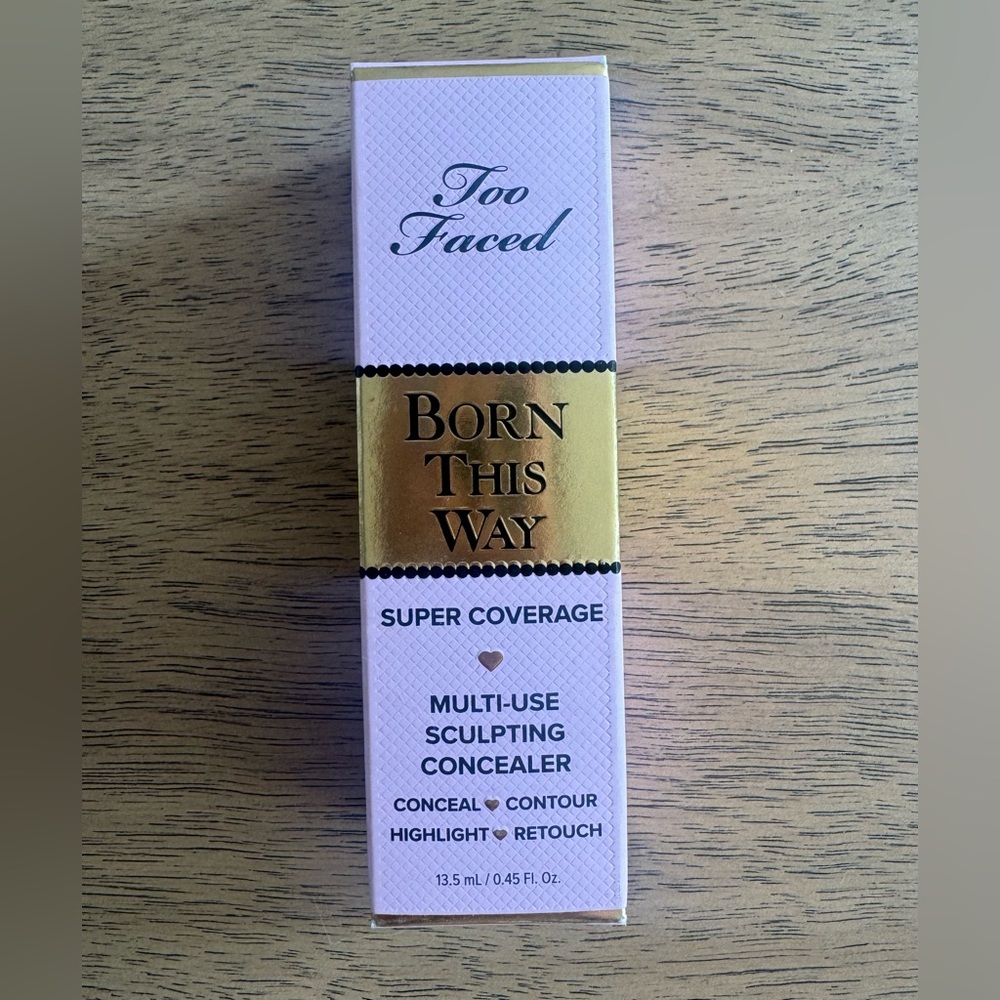 Too
Faced
BORN
THIS
WAY
SUPER COVERAGE
MULTI-USE
SCULPTING
CONCEALER
CONCEAL CONTOUR
HIGHLIGHT RETOUCH
13.5 mL / 0.45 Fl. Oz.